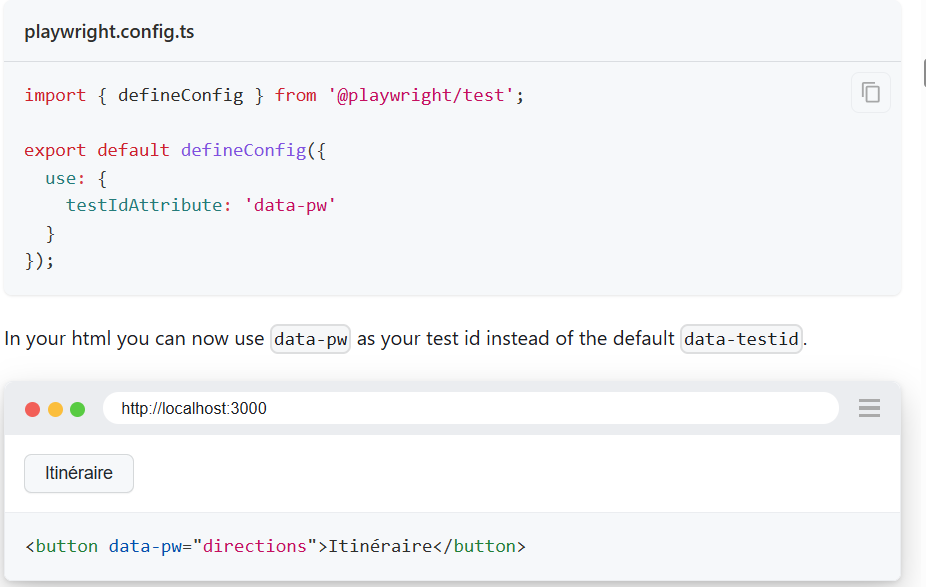 playwright.config.ts
import { defineConfig } from '@playwright/test';
export default defineConfig({
  use: {
    testIdAttribute: 'data-pw'
  }
});
In your html you can now use data-pw as your test id instead of the default data-testid.
http://localhost:3000
Itinéraire
<button data-pw="directions">Itinéraire</button>